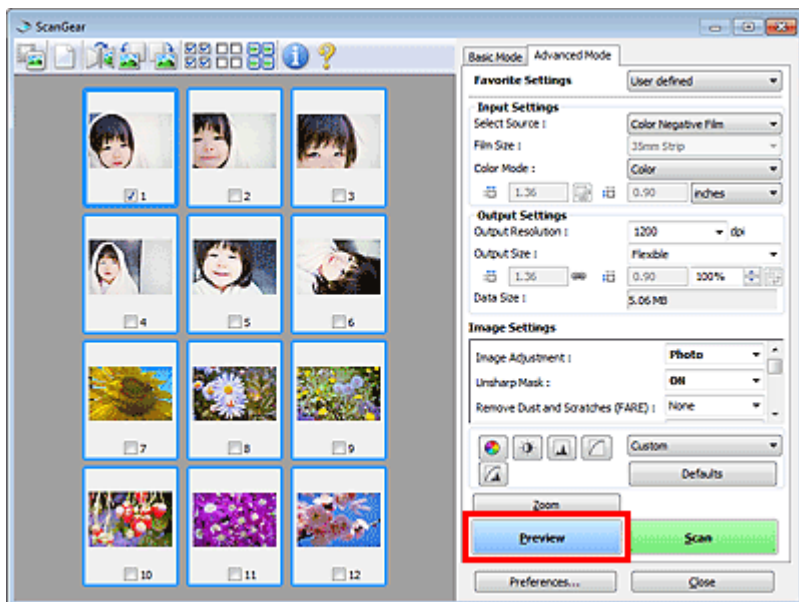 ScanGear
Basic Mode Advanced Mode
Favorite Settings User defined
Input Settings
Select Source : Color Negative Film
Film Size : 35mm Strip
Color Mode : Color
1.36 0.90 inches
Output Settings
Output Resolution : 1200 dpi
Output Size : Flexible
1.36 0.90 100%
Data Size : 5.06 MB
Image Settings
Image Adjustment : Photo
Unsharp Mask : ON
Remove Dust and Scratches (FARE) : None
Custom
Defaults
Zoom
Preview Scan
Preferences... Close
1 2 3
4 5 6
7 8 9
10 11 12